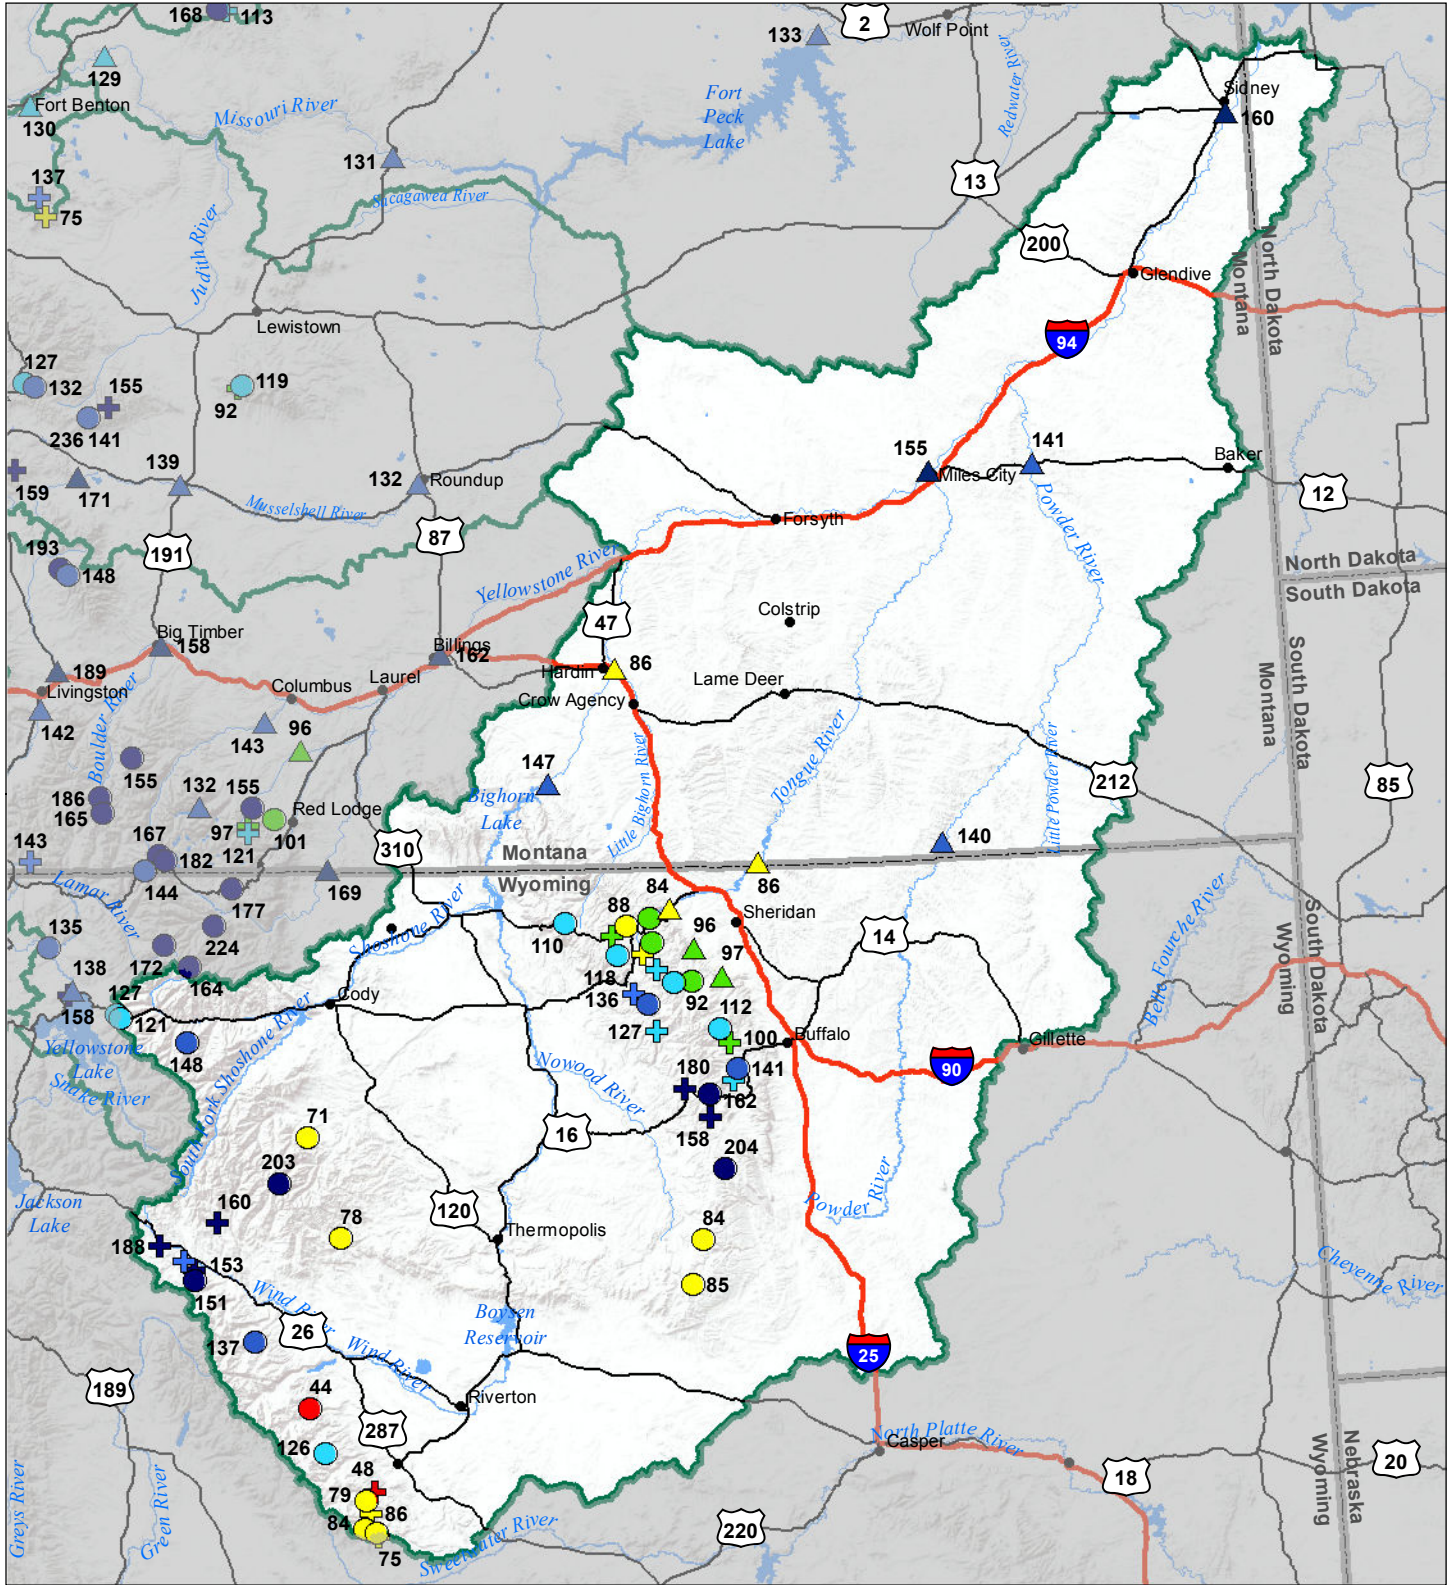 168
113
2
Wolf Point
133
129
Fort Benton
130
Missouri River
Fort
Peck
Lake
Redwater River
Sidney
160
131
13
137
75
Sacagawea River
Judith River
200
North Dakota
Montana
Glendive
Lewistown
94
127
132
155
119
92
236
141
139
155
141
Baker
159
171
132
Roundup
Miles City
12
Musselshell River
Powder River
87
Forsyth
191
193
148
Yellowstone River
North Dakota
South Dakota
Colstrip
47
Big Timber
158
Billings
162
Hardin
86
189
Livingston
Columbus
Laurel
Lame Deer
Crow Agency
South Dakota
Montana
142
143
96
Boulder River
155
147
Little Bighorn River
Tongue River
Little Powder River
212
85
186
165
132
155
Red Lodge
Bighorn
Lake
97
121
101
143
167
182
310
Montana
Wyoming
140
144
169
86
Lamar River
177
84
88
Sheridan
135
224
Shoshone River
110
96
14
Belle Fourche River
South Dakota
Wyoming
172
138
164
118
97
127
Cody
136
92
112
158
121
127
100
Buffalo
Gillette
Yellowstone
Lake
148
South Fork Shoshone River
Nowood River
180
141
90
Snake River
162
71
16
158
203
204
Jackson
Lake
160
120
Powder River
78
84
188
Thermopolis
153
85
Cheyenne River
151
Wind River
Boysen
Reservoir
26
137
Wind River
25
189
44
Riverton
287
126
North Platte River
Casper
Nebraska
Wyoming
20
48
18
79
86
84
220
75
Sweetwater River
Greys River
Green River